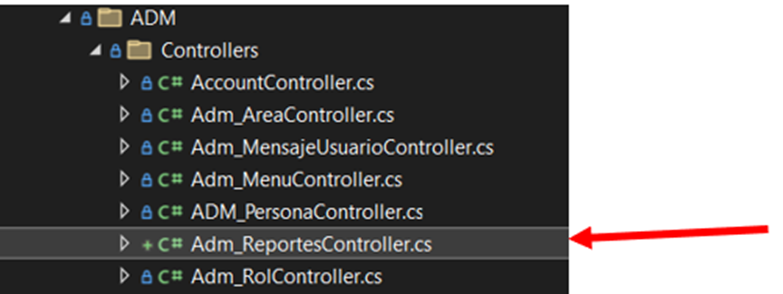 ADM
Controllers
C# AccountController.cs
C# Adm_AreaController.cs
C# Adm_MensajeUsuarioController.cs
C# Adm_MenuController.cs
C# ADM_PersonaController.cs
+ C# Adm_ReportesController.cs
C# Adm_RolController.cs